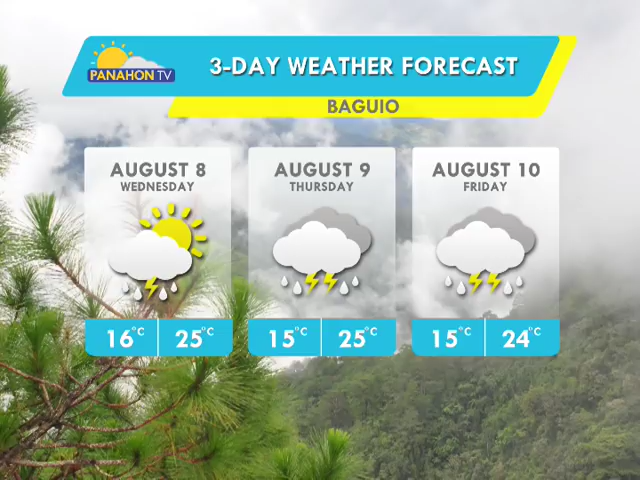 PANAHON TV
3-DAY WEATHER FORECAST
BAGUIO
AUGUST 8
WEDNESDAY
16°C 25°C
AUGUST 9
THURSDAY
15°C 25°C
AUGUST 10
FRIDAY
15°C 24°C